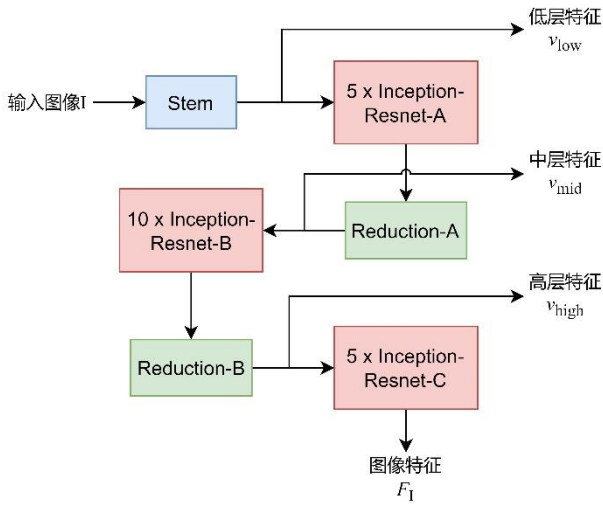 低层特征
vlow
输入图像I
Stem
5 x Inception-
Resnet-A
中层特征
vmid
10 x Inception-
Resnet-B
Reduction-A
高层特征
vhigh
Reduction-B
5 x Inception-
Resnet-C
图像特征
FI